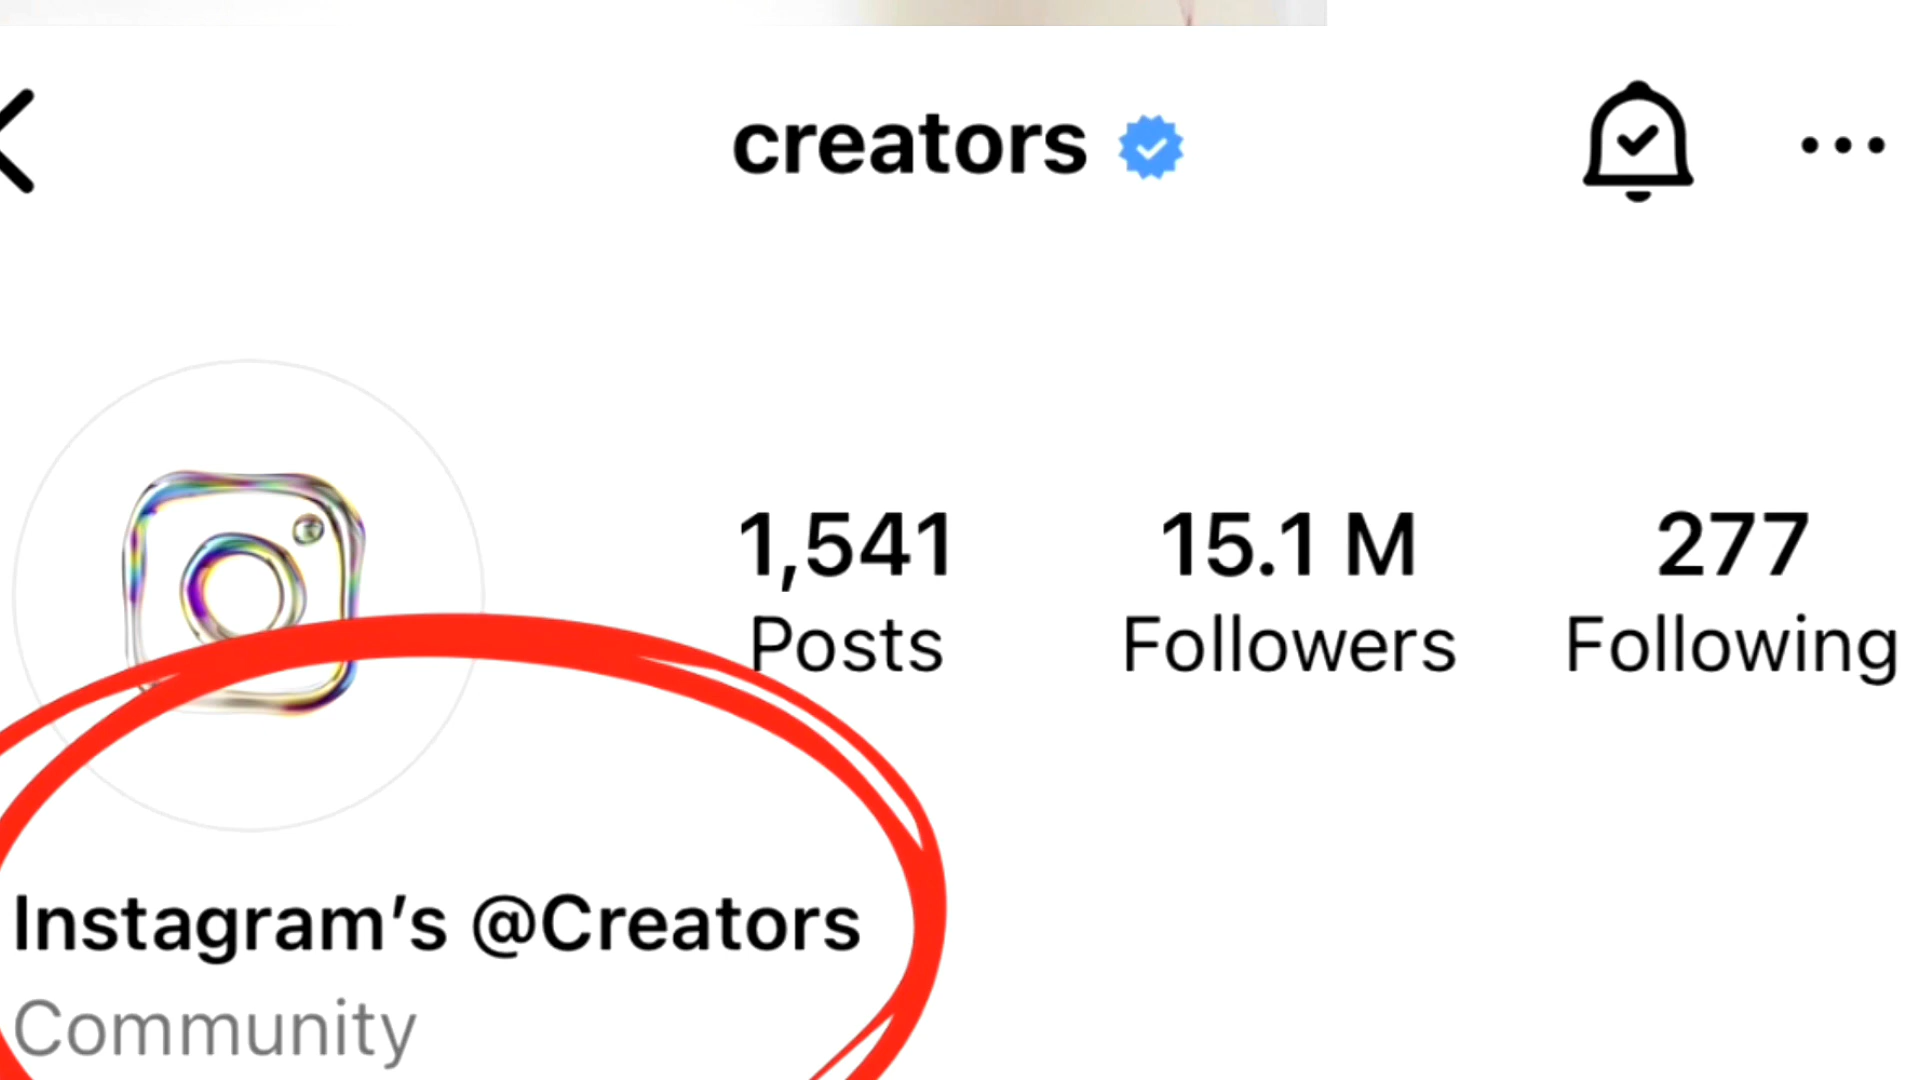 creators
1,541 15.1 M 277
Posts Followers Following
Instagram’s @Creators
Community